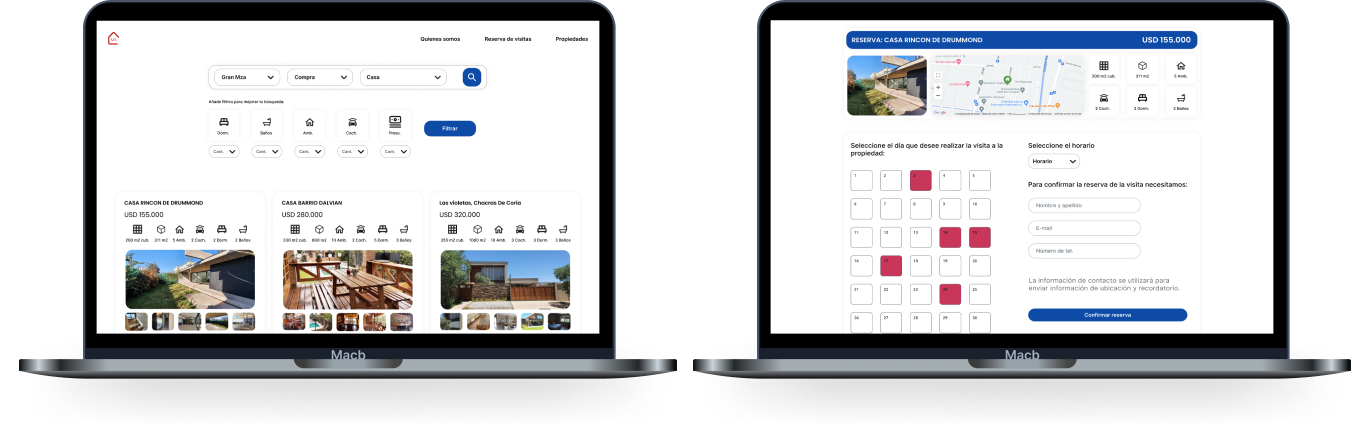 Quienes somos
Reserva de visitas
Propiedades
Gran Mza
Compra
Casa
Añade filtros para mejorar la búsqueda:
Dorm.
Baños
Amb.
Coch.
Presu.
Filtrar
Cant.
Cant.
Cant.
Cant.
Cant.
CASA RINCON DE DRUMMOND
USD 155.000
200 m2 cub.
311 m2
5 Amb.
2 Coch.
2 Dorm.
2 Baños
CASA BARRIO DALVIAN
USD 280.000
330 m2 cub.
800 m2
10 Amb.
2 Coch.
5 Dorm.
3 Baños
Las violetas, Chacras De Coria
USD 320.000
355 m2 cub.
1080 m2
10 Amb.
3 Coch.
3 Dorm.
3 Baños
Macb
RESERVA: CASA RINCON DE DRUMMOND
USD 155.000
200 m2 cub.
311 m2
5 Amb.
2 Coch.
2 Dorm.
2 Baños
Seleccione el día que desee realizar la visita a la
propiedad:
1
2
3
4
5
6
7
8
9
10
11
12
13
14
15
16
17
18
19
20
21
22
23
24
25
26
27
28
29
30
Seleccione el horario
Horario
Para confirmar la reserva de la visita necesitamos:
Nombre y apellido
E-mail
Número de tel.
La información de contacto se utilizará para
enviar información de ubicación y recordatorio.
Confirmar reserva
Macb